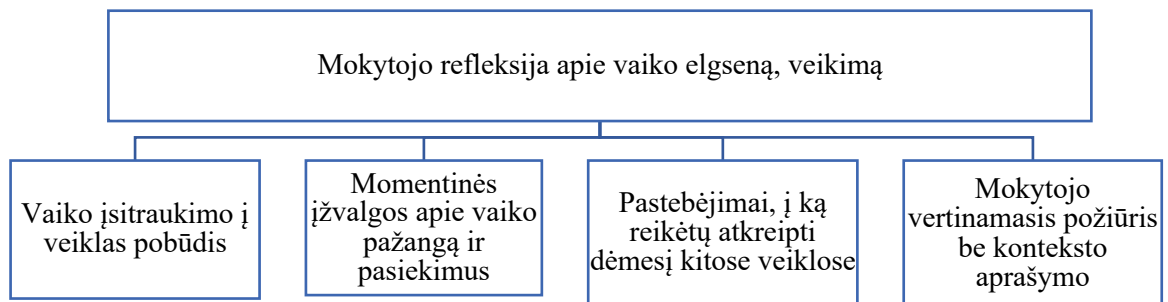 Mokytojo refleksija apie vaiko elgseną, veikimą
Vaiko įsitraukimo į
veiklas pobūdis
Momentinės
įžvalgos apie vaiko
pažangą ir
pasiekimus
Pastebėjimai, į ką
reikėtų atkreipti
dėmesį kitose veiklose
Mokytojo
vertinamasis požiūris
be konteksto
aprašymo